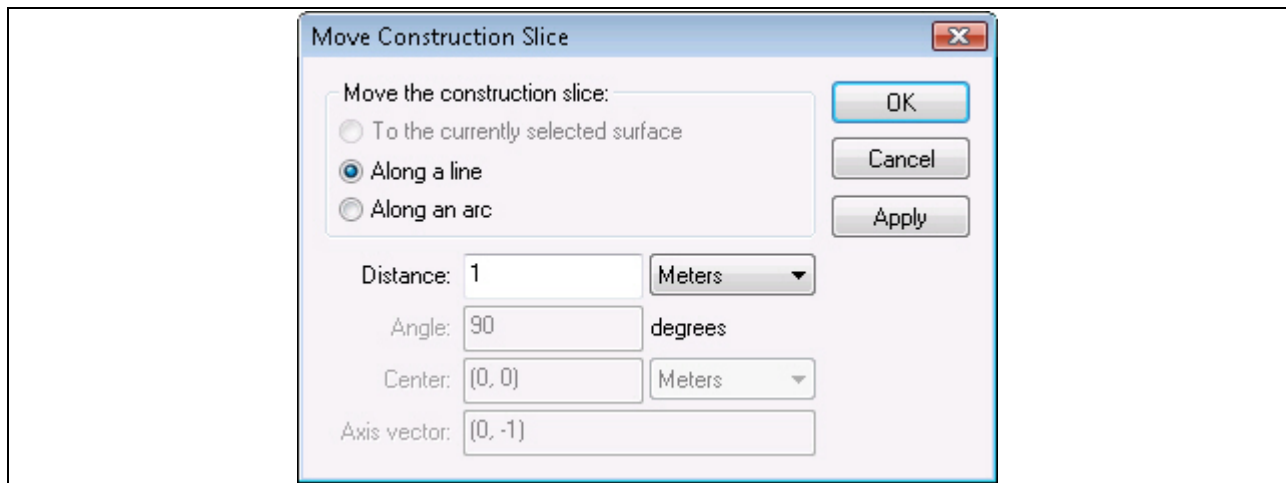 Move Construction Slice
Move the construction slice:
To the currently selected surface
Along a line
Along an arc
OK
Cancel
Apply
Distance: 1 Meters
Angle: 90 degrees
Center: (0, 0) Meters
Axis vector: (0, -1)